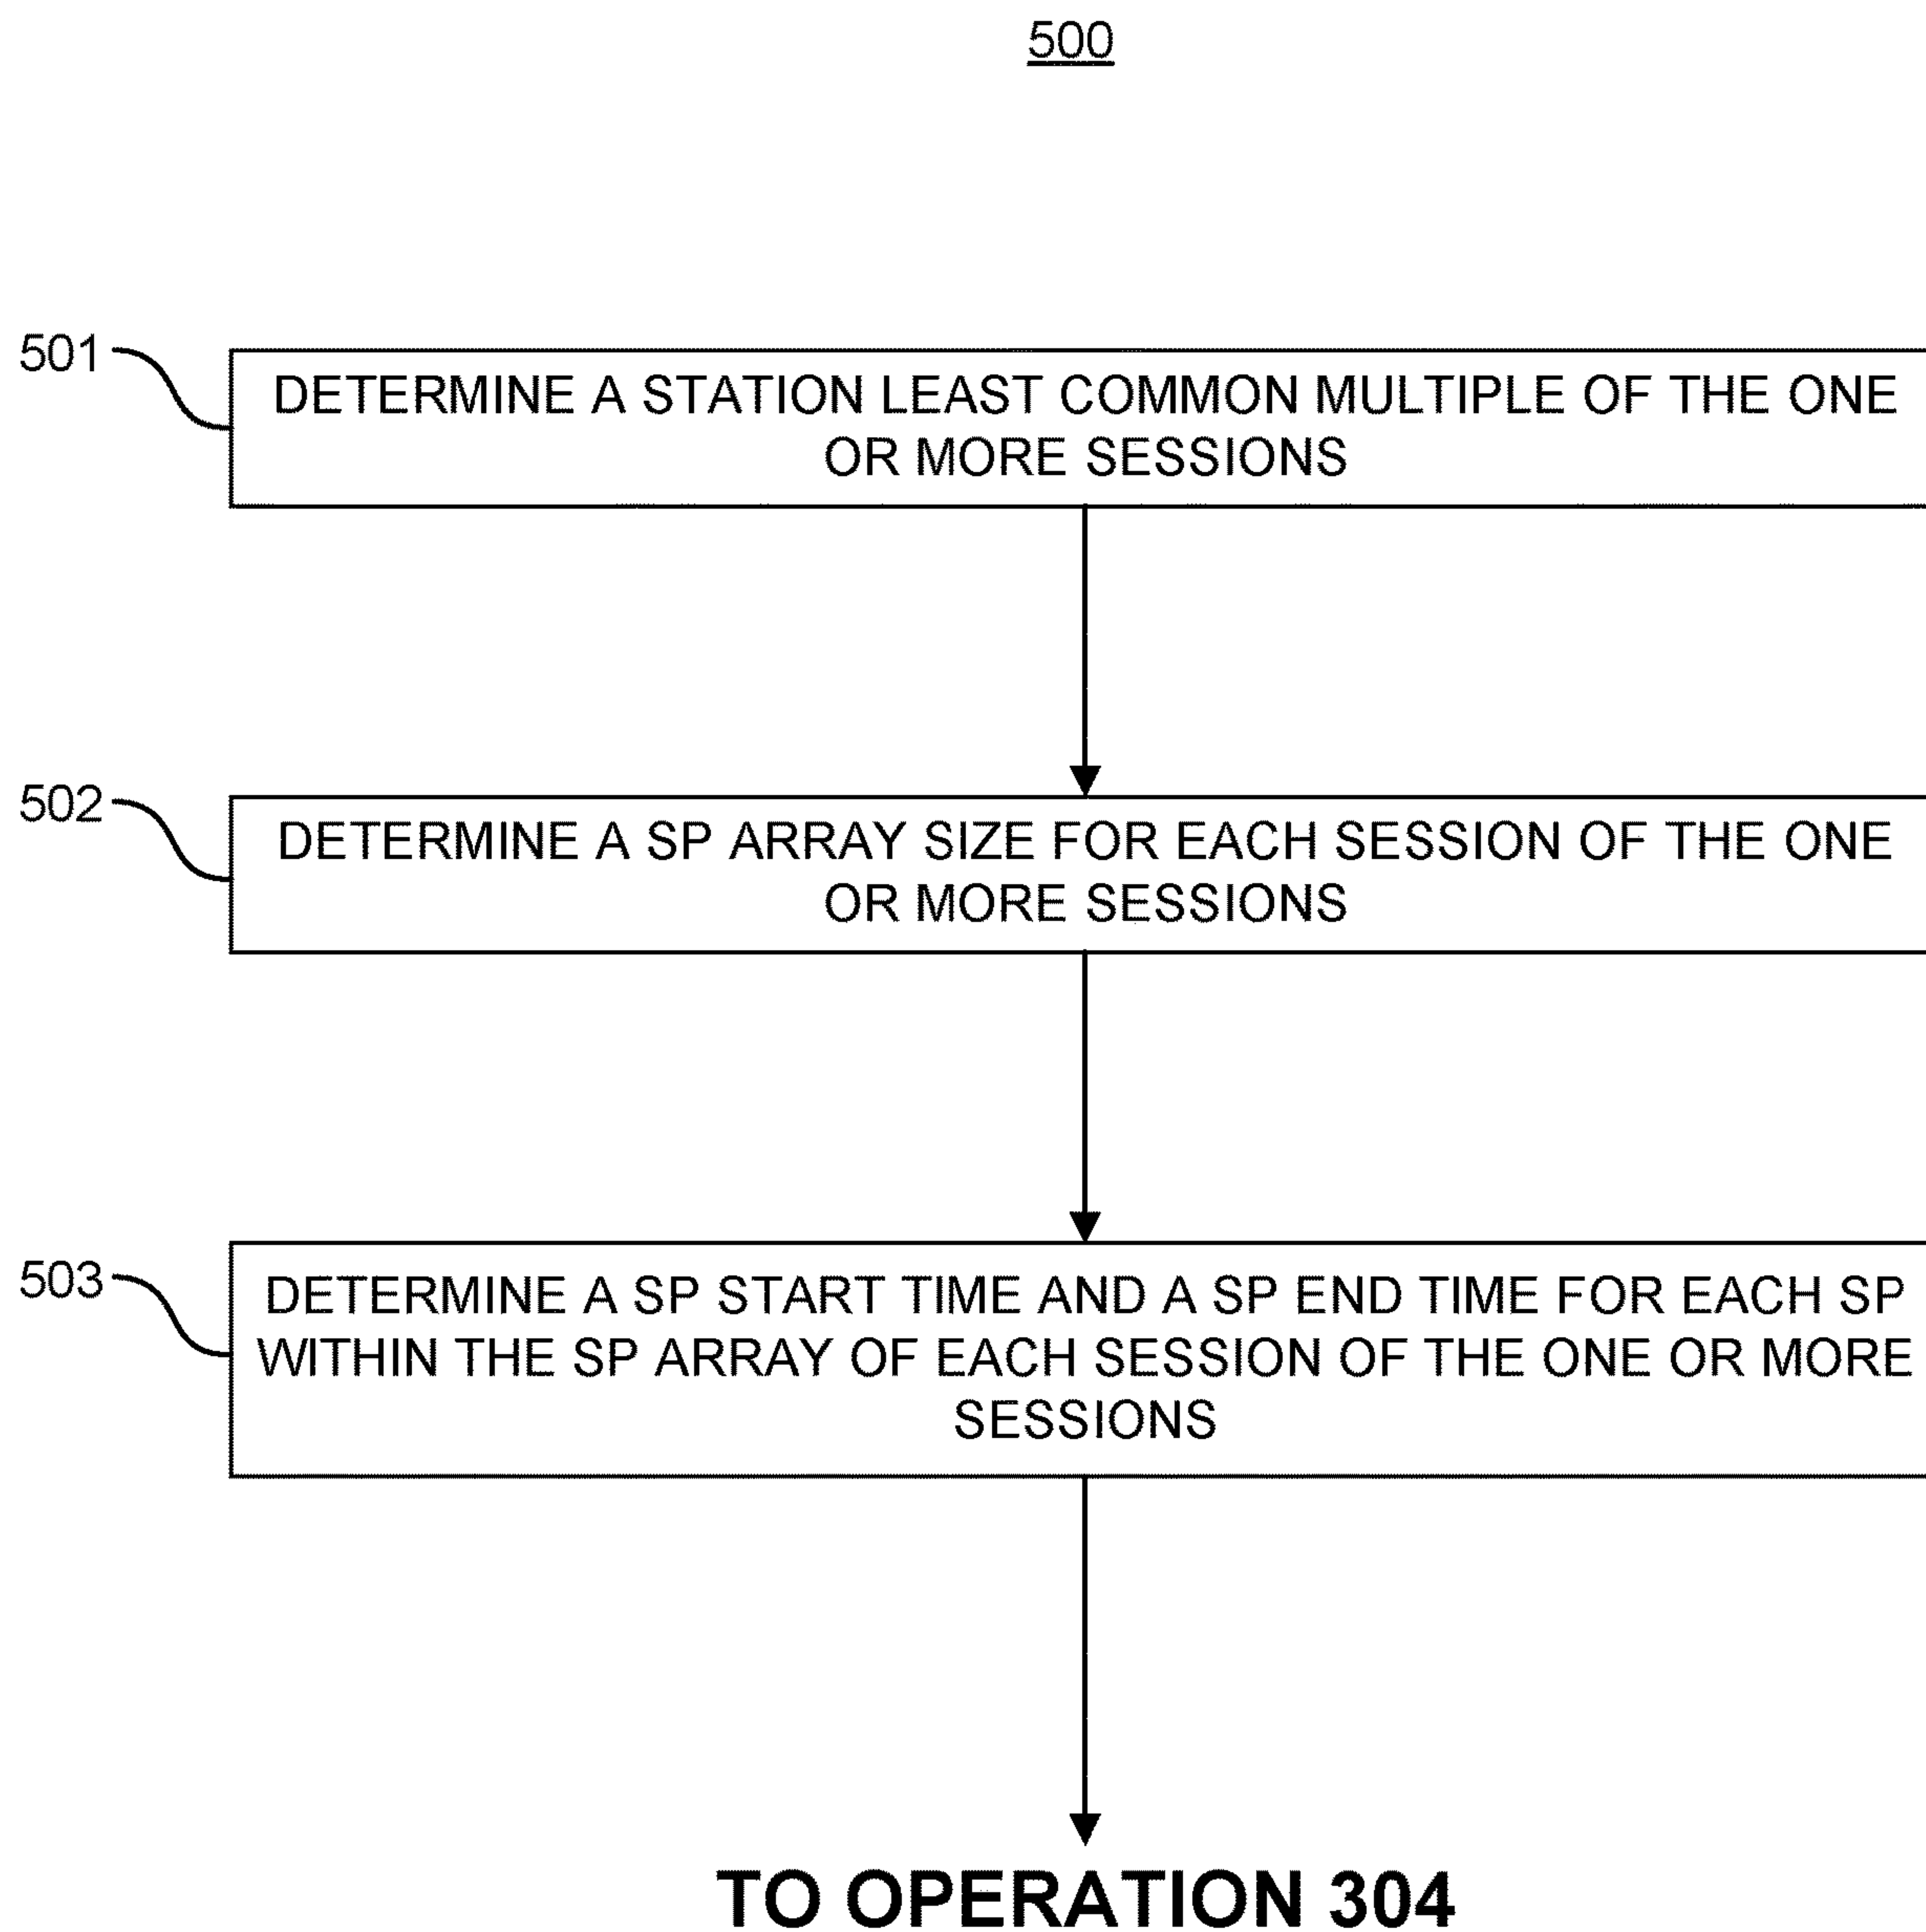 500
501
DETERMINE A STATION LEAST COMMON MULTIPLE OF THE ONE
OR MORE SESSIONS
502
DETERMINE A SP ARRAY SIZE FOR EACH SESSION OF THE ONE
OR MORE SESSIONS
503
DETERMINE A SP START TIME AND A SP END TIME FOR EACH SP
WITHIN THE SP ARRAY OF EACH SESSION OF THE ONE OR MORE
SESSIONS
TO OPERATION 304